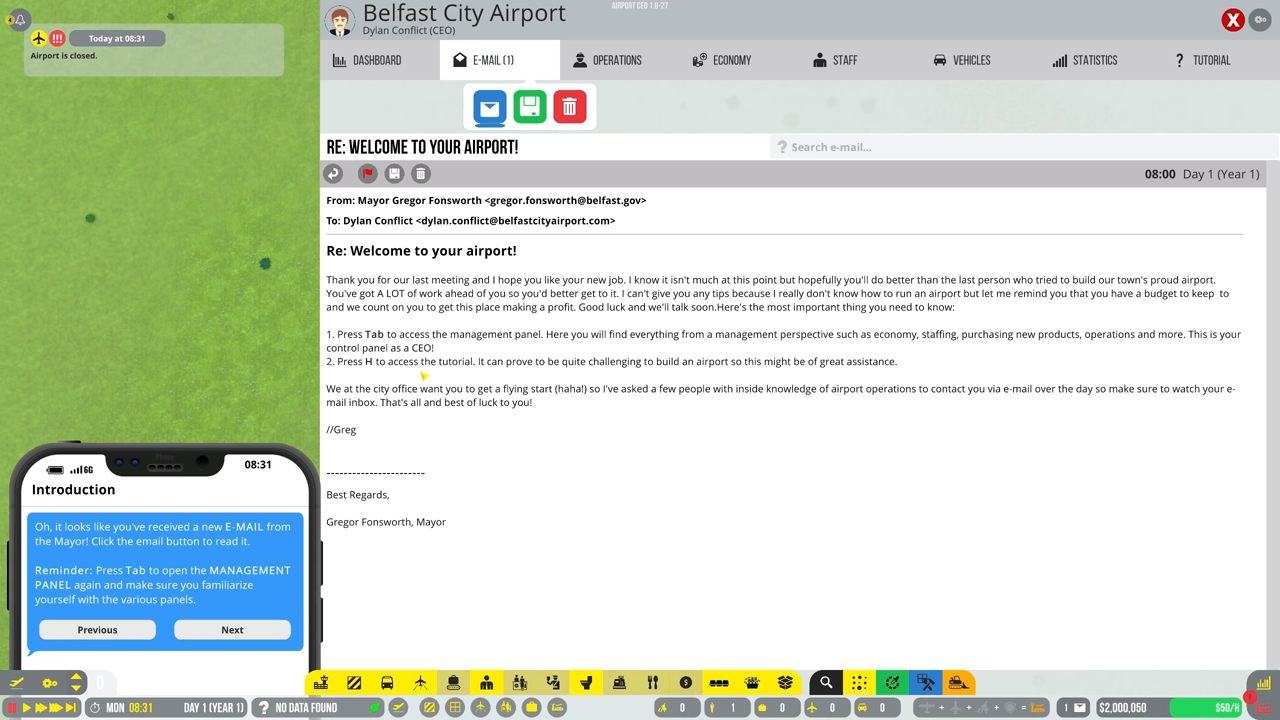 AIRPORT CEO 1.0-27
Belfast City Airport
Dylan Conflict (CEO)
Today at 08:31
Airport is closed.
DASHBOARD
E-MAIL (1)
OPERATIONS
ECONOMY
STAFF
VEHICLES
STATISTICS
TUTORIAL
RE: WELCOME TO YOUR AIRPORT!
Search e-mail...
08:00 Day 1 (Year 1)
From: Mayor Gregor Fonsworth <gregor.fonsworth@belfast.gov>
To: Dylan Conflict <dylan.conflict@belfastcityairport.com>
Re: Welcome to your airport!
Thank you for our last meeting and I hope you like your new job. I know it isn't much at this point but hopefully you'll do better than the last person who tried to build our town's proud airport.
You've got A LOT of work ahead of you so you'd better get to it. I can't give you any tips because I really don't know how to run an airport but let me remind you that you have a budget to keep to
and we count on you to get this place making a profit. Good luck and we'll talk soon.Here's the most important thing you need to know:
1. Press Tab to access the management panel. Here you will find everything from a management perspective such as economy, staffing, purchasing new products, operations and more. This is your
control panel as a CEO!
2. Press H to access the tutorial. It can prove to be quite challenging to build an airport so this might be of great assistance.
We at the city office want you to get a flying start (haha!) so I've asked a few people with inside knowledge of airport operations to contact you via e-mail over the day so make sure to watch your e-
mail inbox. That's all and best of luck to you!
//Greg
-----------------------
Best Regards,
Gregor Fonsworth, Mayor
6G
Phone
08:31
Introduction
Oh, it looks like you've received a new E-MAIL from
the Mayor! Click the email button to read it.
Reminder: Press Tab to open the MANAGEMENT
PANEL again and make sure you familiarize
yourself with the various panels.
Previous
Next
0
MON 08:31 DAY 1 (YEAR 1)
? NO DATA FOUND
0
1
0
0
0
1
$2,000,050
$50/H